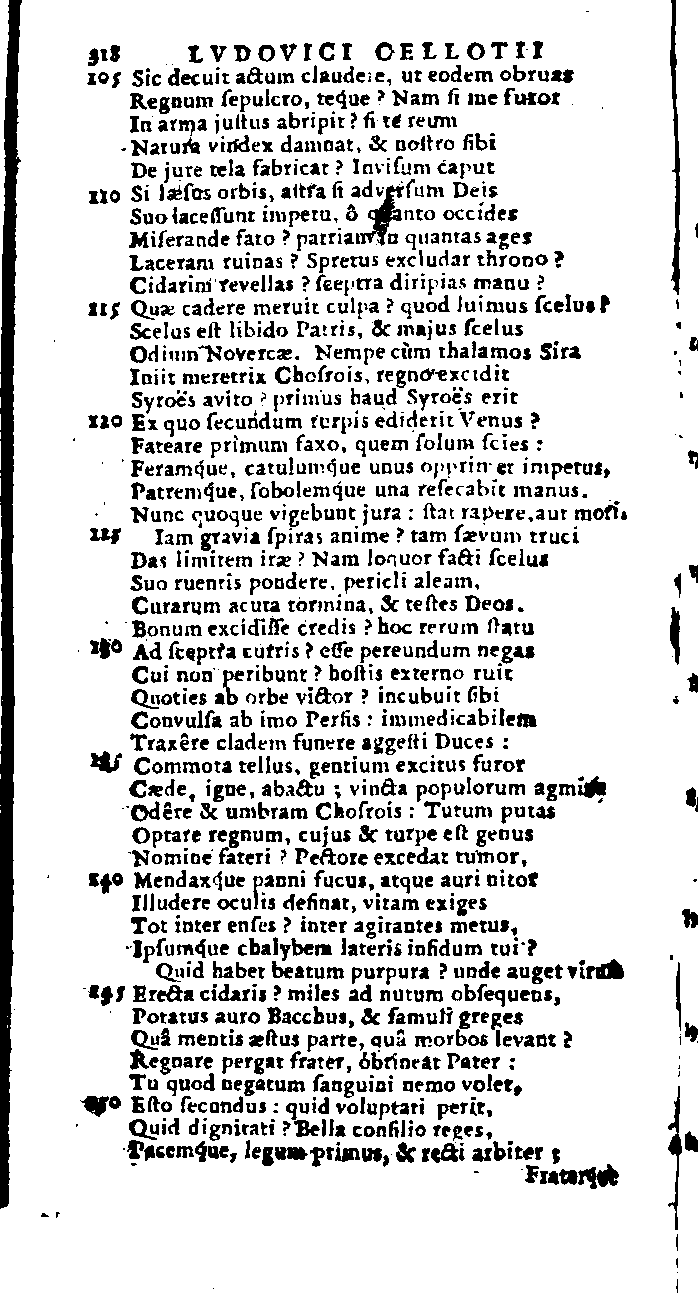 318 LVDOVICI CELLOTII
105 Sic decuit actum claudere, ut eodem obruas
Regnum ſepulcro, teque ? Nam ſi me furor
In arma juſtus abripit ? ſi te reum
Natura vindex damnat, & noſtro ſibi
De jure tela fabricat ? Inviſum caput
110 Si læſos orbis, aſtra ſi adverſum Deis
Suo laceſſunt impetu, ô quanto occides
Miſerande fato ? patriam in quantas ages
Laceram ruinas ? Spretus excludar throno ?
Cidarim revellas ? ſceptra diripias manu ?
115 Quæ cadere meruit culpa ? quod luimus ſcelus ?
Scelus eſt libido Patris, & majus ſcelus
Odium Novercæ. Nempe cùm thalamos Sira
Iniit meretrix Choſrois, regno excidit
Syroës avito ? primus haud Syroës erit
120 Ex quo ſecundum turpis ediderit Venus ?
Fateare primum faxo, quem ſolum ſcies :
Feramque, catulumque unus opprimet impetus,
Patremque, ſobolemque una reſecabit manus.
Nunc quoque vigebunt jura : ſtat rapere, aut mori.
225 Iam gravia ſpiras anime ? tam ſævum truci
Das limitem iræ ? Nam loquor facti ſcelus
Suo ruentis pondere, pericli aleam,
Curarum acuta tormina, & teſtes Deos.
Bonum excidiſſe credis ? hoc rerum ſtatu
230 Ad ſceptra curris ? eſſe pereundum negas
Cui non peribunt ? hoſtis externo ruit
Quoties ab orbe victor ? incubuit ſibi
Convulſa ab imo Perſis : immedicabilem
Traxêre cladem funere aggeſti Duces :
235 Commota tellus, gentium excitus furor
Cæde, igne, abactu ; vincta populorum agmina
Odêre & umbram Choſrois : Tutum putas
Optare regnum, cujus & turpe eſt genus
Nomine fateri ? Pectore excedat tumor,
240 Mendaxque panni fucus, atque auri nitor
Illudere oculis deſinat, vitam exiges
Tot inter enſes ? inter agitantes metus,
Ipſumque chalybem lateris infidum tui ?
Quid habet beatum purpura ? unde auget virum
245 Erecta cidaris ? miles ad nutum obſequens,
Potatus auro Bacchus, & famuli greges
Quâ mentis æſtus parte, quâ morbos levant ?
Regnare pergat frater, obtineat Pater :
Tu quod negatum ſanguini nemo volet,
250 Eſto ſecundus : quid voluptati perit,
Quid dignitati ? Bella conſilio reges,
Pacemque, legum primus, & recti arbiter ;
Fraterque